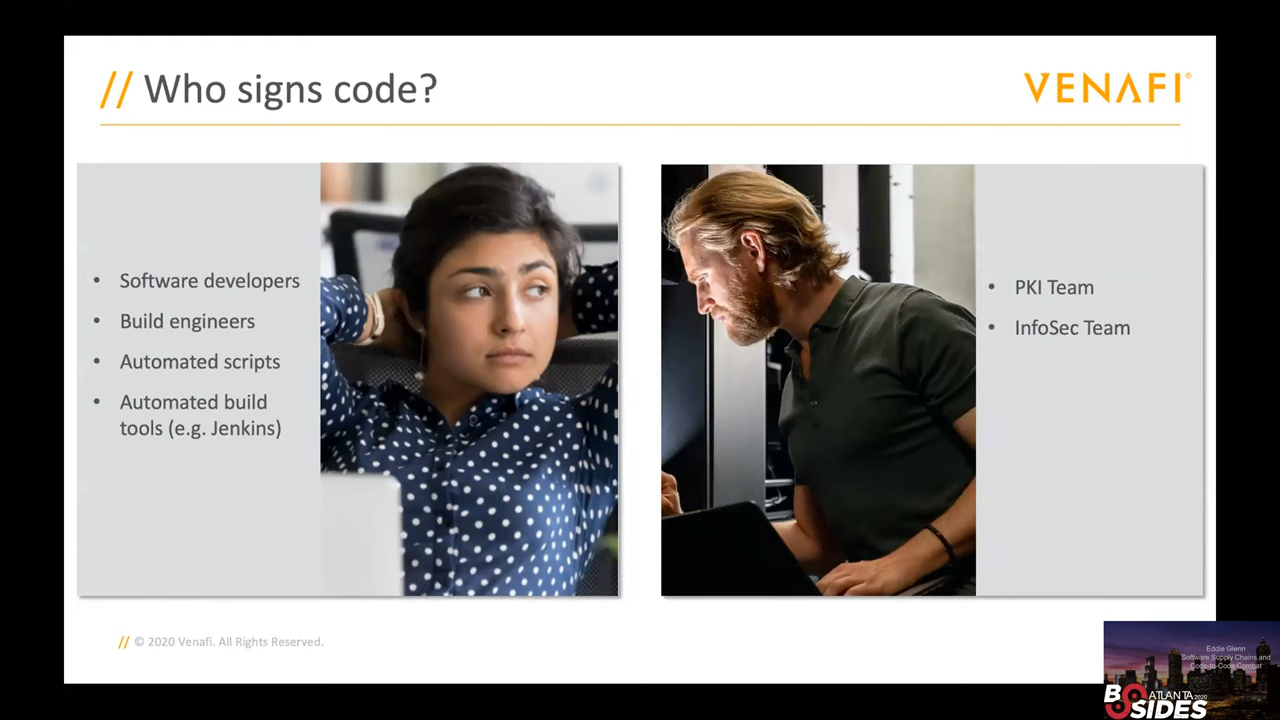 // Who signs code?
VENAFI®
• Software developers
• Build engineers
• Automated scripts
• Automated build
tools (e.g. Jenkins)
• PKI Team
• InfoSec Team
// © 2020 Venafi. All Rights Reserved.
Eddie Glenn
Software Supply Chains and
Code-to-Code Combat
BSIDES
ATLANTA 2020